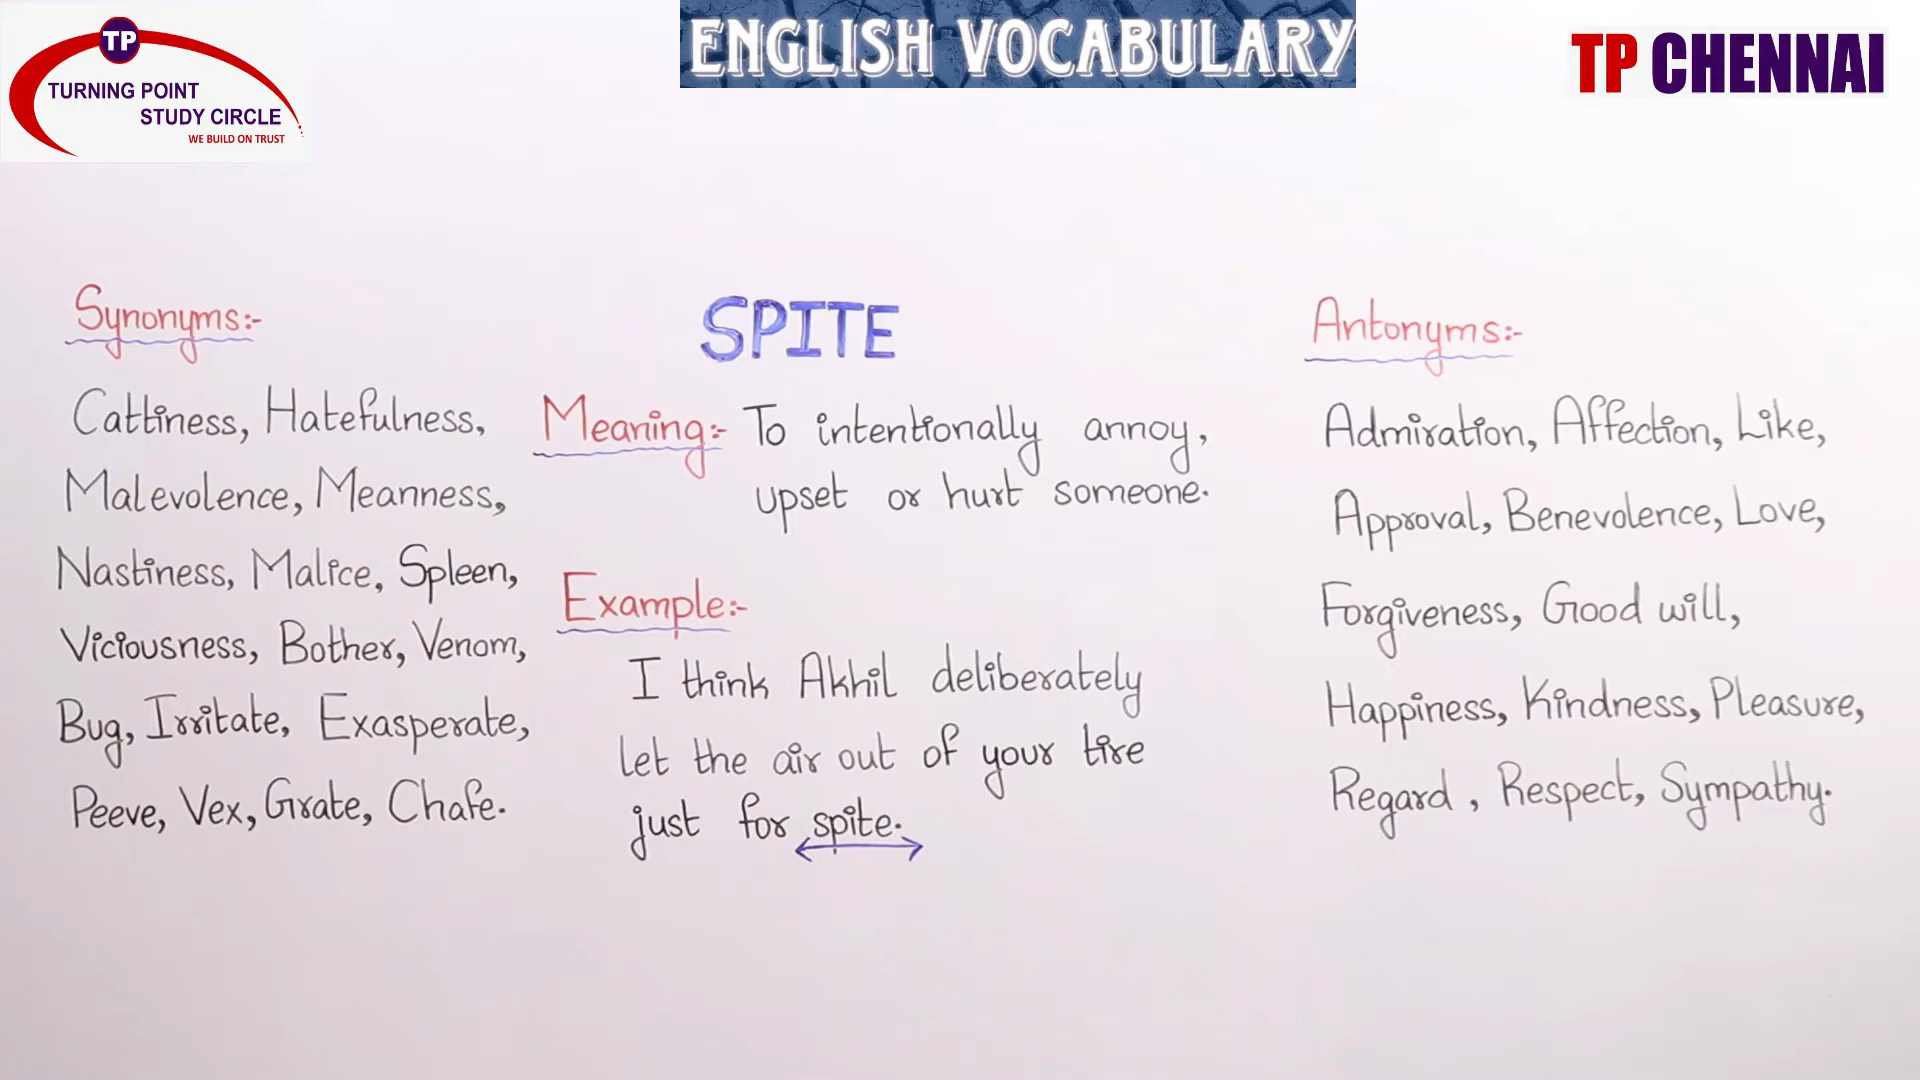 TP
TURNING POINT
STUDY CIRCLE
WE BUILD ON TRUST
ENGLISH VOCABULARY
TP CHENNAI
Synonyms:-
Cattiness, Hatefulness,
Malevolence, Meanness,
Nastiness, Malice, Spleen,
Viciousness, Bother, Venom,
Bug, Irritate, Exasperate,
Peeve, Vex, Grate, Chafe.
SPITE
Meaning:- To intentionally annoy,
upset or hurt someone.
Example:-
I think Akhil deliberately
let the air out of your tire
just for spite.
Antonyms:-
Admiration, Affection, Like,
Approval, Benevolence, Love,
Forgiveness, Good will,
Happiness, Kindness, Pleasure,
Regard, Respect, Sympathy.